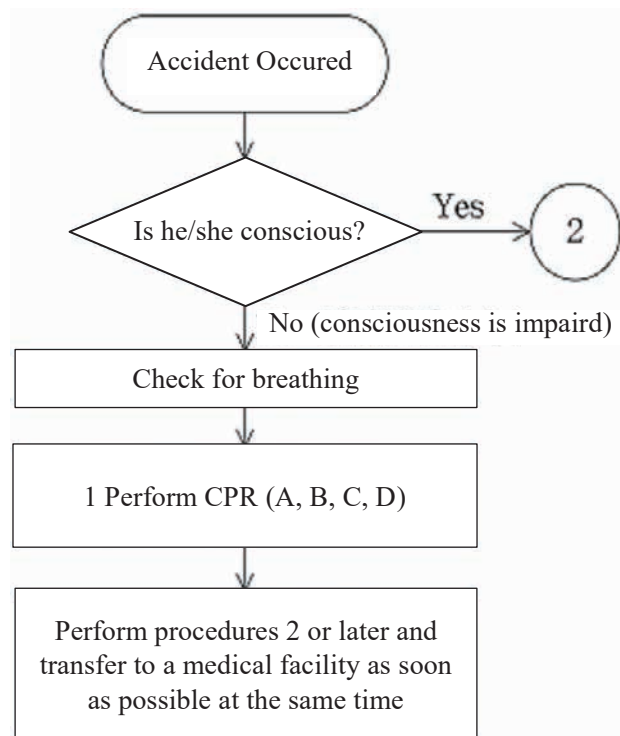 Accident Occured
Is he/she conscious?
Yes
2
No (consciousness is impaird)
Check for breathing
1 Perform CPR (A, B, C, D)
Perform procedures 2 or later and
transfer to a medical facility as soon
as possible at the same time